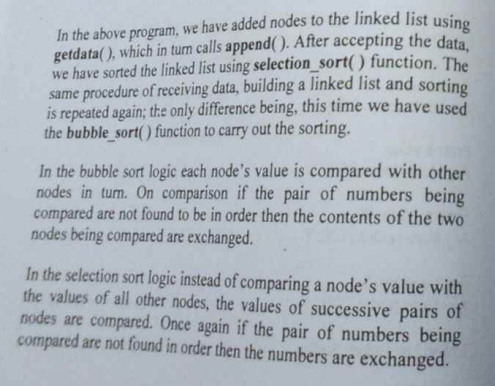 In the above program, we have added nodes to the linked list using
getdata( ), which in turn calls append( ). After accepting the data,
we have sorted the linked list using selection_sort( ) function. The
same procedure of receiving data, building a linked list and sorting
is repeated again; the only difference being, this time we have used
the bubble_sort( ) function to carry out the sorting.
In the bubble sort logic each node's value is compared with other
nodes in turn. On comparison if the pair of numbers being
compared are not found to be in order then the contents of the two
nodes being compared are exchanged.
In the selection sort logic instead of comparing a node's value with
the values of all other nodes, the values of successive pairs of
nodes are compared. Once again if the pair of numbers being
compared are not found in order then the numbers are exchanged.